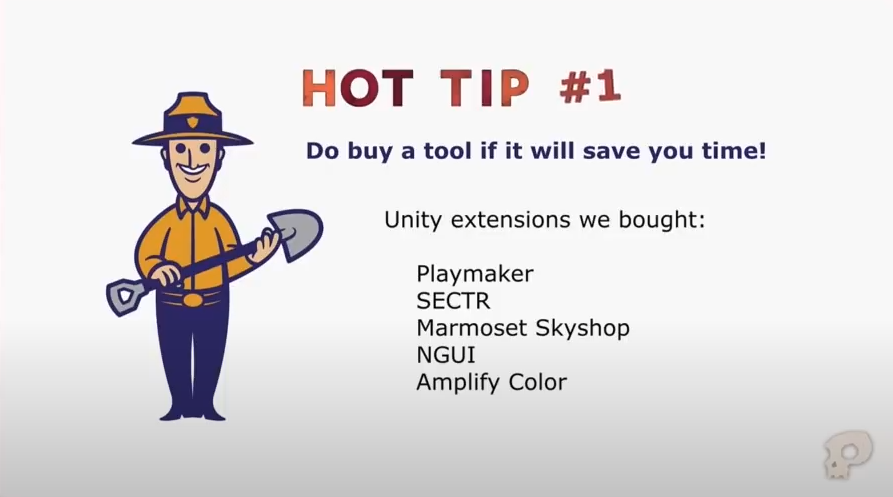 HOT TIP #1
Do buy a tool if it will save you time!
Unity extensions we bought:
Playmaker
SECTR
Marmoset Skyshop
NGUI
Amplify Color